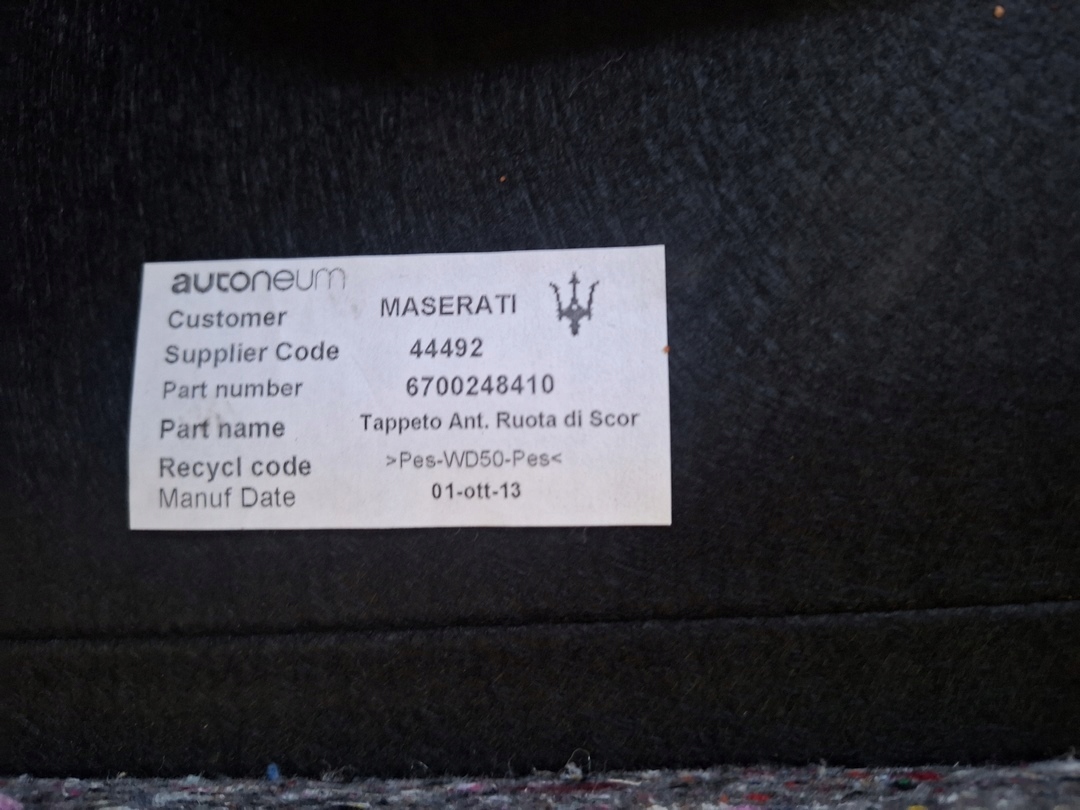 autoneum
Customer MASERATI
Supplier Code 44492
Part number 6700248410
Part name Tappeto Ant. Ruota di Scor
Recycl code >Pes-WD50-Pes<
Manuf Date 01-ott-13